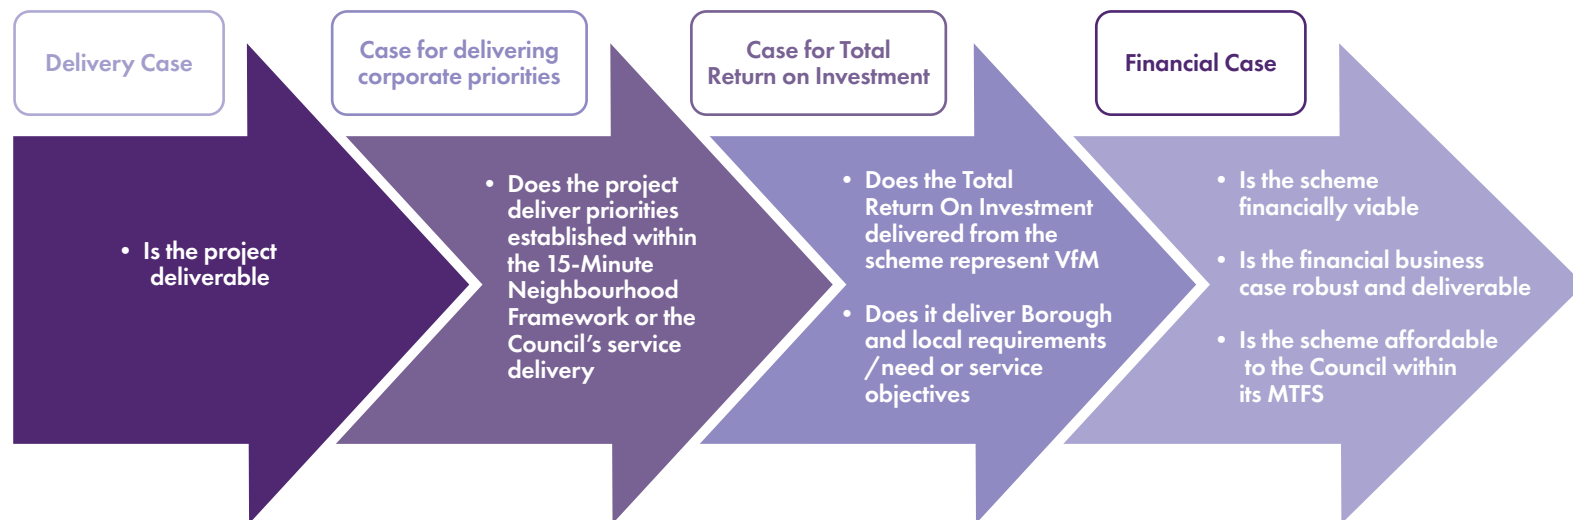 Delivery Case
Case for delivering
corporate priorities
Case for Total
Return on Investment
Financial Case
• Is the project
deliverable
• Does the project
deliver priorities
established within
the 15-Minute
Neighbourhood
Framework or the
Council’s service
delivery
• Does the Total
Return On Investment
delivered from the
scheme represent VfM
• Does it deliver Borough
and local requirements
/need or service
objectives
• Is the scheme
financially viable
• Is the financial business
case robust and deliverable
• Is the scheme affordable
to the Council within
its MTFS